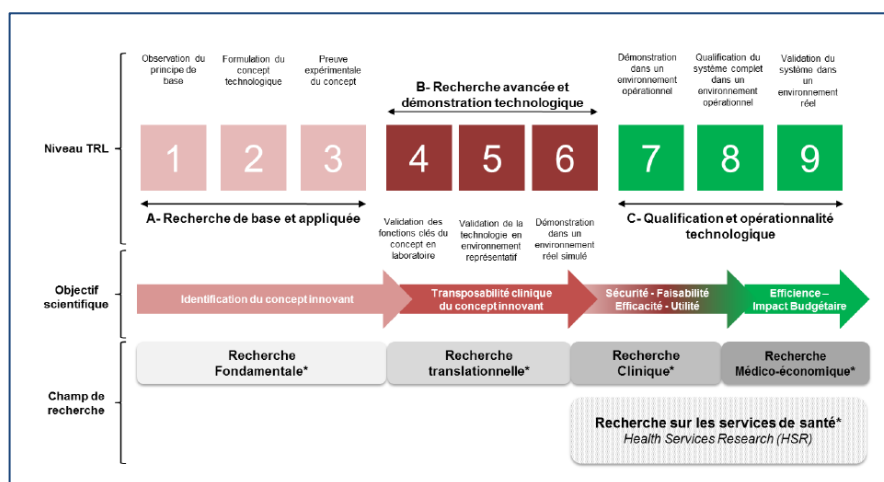 Observation du
principe de
base
Formulation du
concept
technologique
Preuve
expérimentale
du concept
B- Recherche avancée et
démonstration technologique
Démonstration
dans un
environnement
opérationnel
Qualification du
système complet
dans un
environnement
opérationnel
Validation du
système dans
un
environnement
réel
Niveau TRL
1
2
3
4
5
6
7
8
9
A- Recherche de base et appliquée
Validation des
fonctions clés du
concept en
laboratoire
Validation de la
technologie en
environnement
représentatif
Démonstration
dans un
environnement
réel simulé
C- Qualification et opérationnalité
technologique
Objectif
scientifique
Identification du concept innovant
Transposabilité clinique
du concept innovant
Sécurité - Faisabilité
Efficacité - Utilité
Efficience –
Impact Budgétaire
Champ de
recherche
Recherche
Fondamentale*
Recherche
translationnelle*
Recherche
Clinique*
Recherche
Médico-économique*
Recherche sur les services de santé*
Health Services Research (HSR)